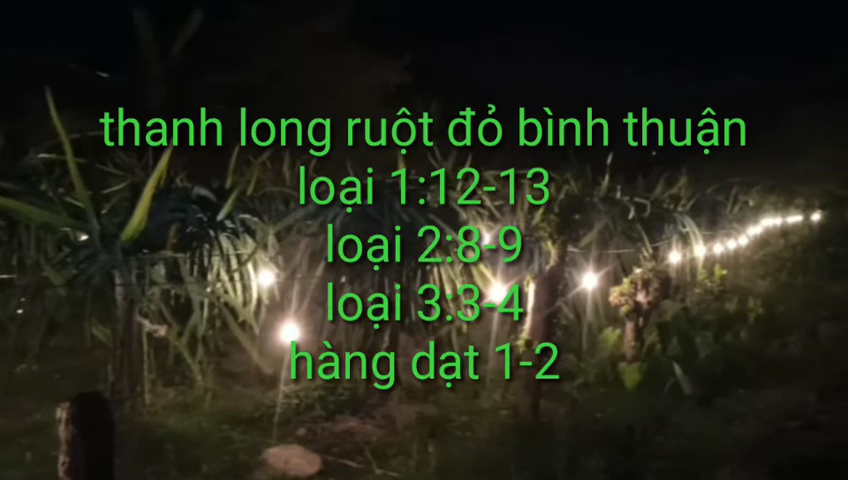 thanh long ruột đỏ bình thuận
loại 1:12-13
loại 2:8-9
loại 3:3-4
hàng dạt 1-2